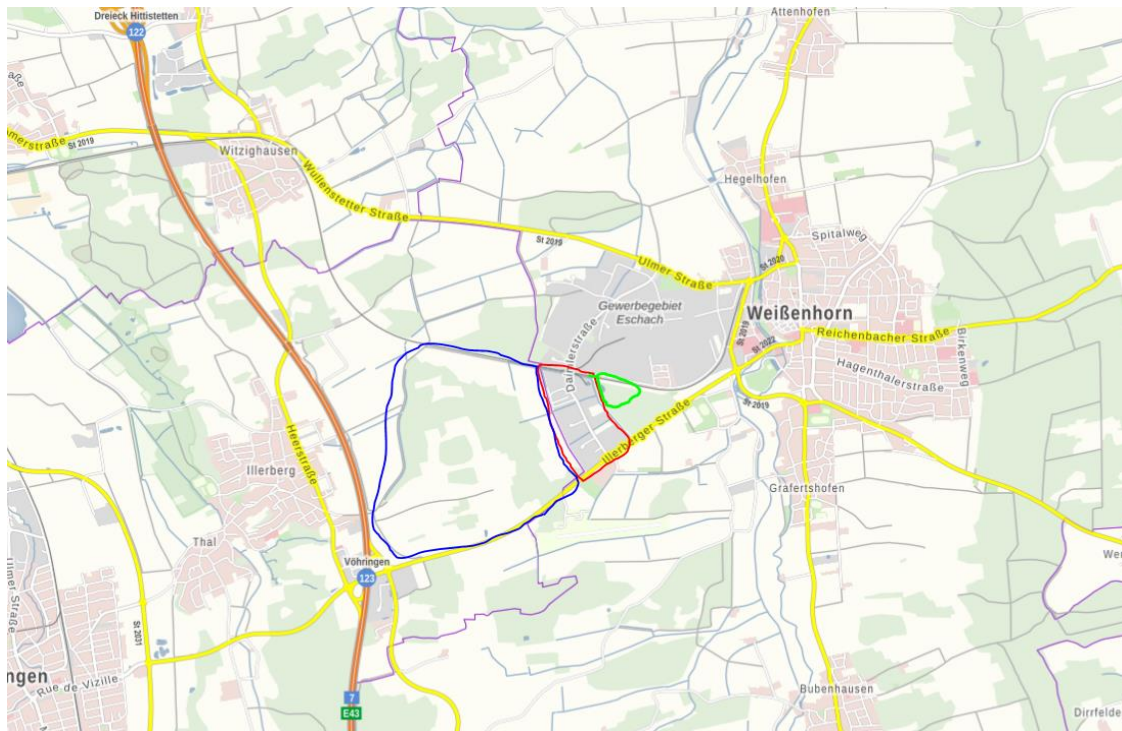 Dreieck Hittistetten
122
Attenhofen
St 2019
Witzighausen
Wullenstetter Straße
Hegelhofen
Spitalweg
St 2019
Ulmer Straße
St 2020
Gewerbegebiet
Eschach
Weißenhorn
St 2019
St 2022
Reichenbacher Straße
Birkenweg
Daimlerstraße
Hagenthalerstraße
St 2019
Illerberger Straße
Heerstraße
Illerberg
Grafertshofen
Thal
Vöhringen
123
Ulmer-Straße
St 2031
ngen
Rue de Vizille
Bubenhausen
7
E43
Dirrfelde